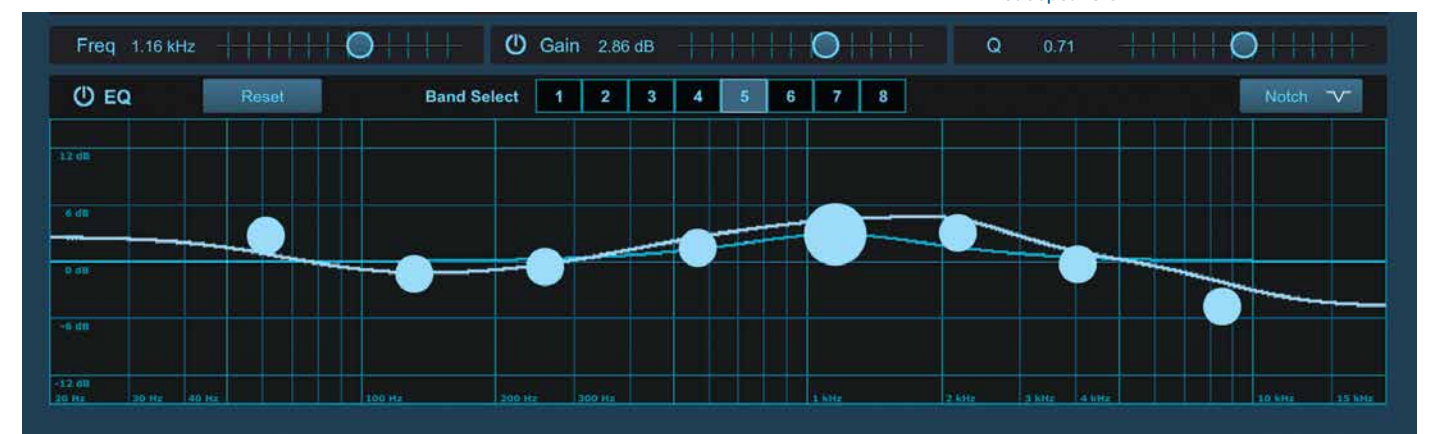 Freq 1.16 kHz Gain 2.86 dB Q 0.71
EQ Reset Band Select 1 2 3 4 5 6 7 8 Notch
12 dB
6 dB
0 dB
-6 dB
-12 dB
20 Hz 30 Hz 40 Hz 100 Hz 200 Hz 300 Hz 1 kHz 2 kHz 3 kHz 4 kHz 10 kHz 15 kHz